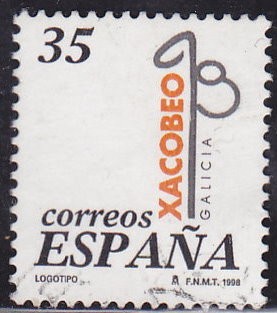 35
XACOBEO
GALICIA
correos
ESPAÑA
LOGOTIPO F.N.M.T. 1998